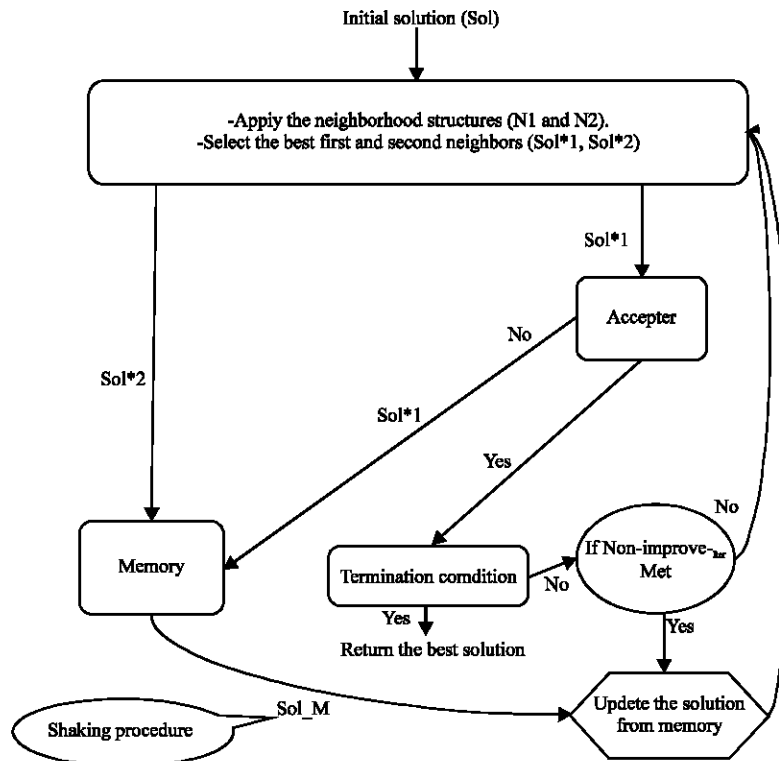 Initial solution (Sol)
-Appiy the neighborhood structures (N1 and N2).
-Select the best first and second neighbors (Sol*1, Sol*2)
Sol*1
Accepter
No
Sol*2
Sol*1
Yes
No
Memory
Termination comdition
No
If Non-improve-Iter
Met
Yes
Return the best solution
Yes
Sol_M
Shaking procedure
Updete the solution
from memory